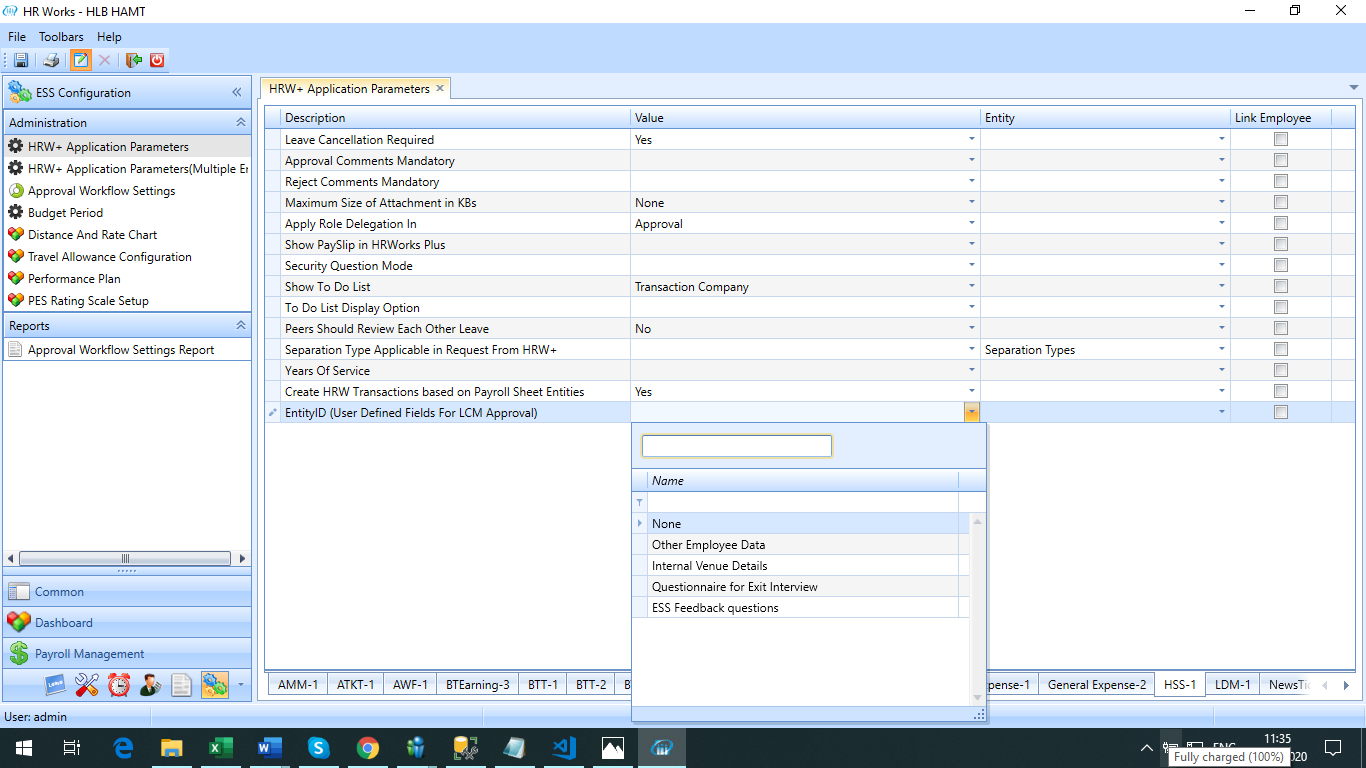 HR Works - HLB HAMT
File Toolbars Help
ESS Configuration
Administration
HRW+ Application Parameters
HRW+ Application Parameters(Multiple
Approval Workflow Settings
Budget Period
Distance And Rate Chart
Travel Allowance Configuration
Performance Plan
PES Rating Scale Setup
Reports
Approval Workflow Settings Report
Common
Dashboard
Payroll Management
HRW+ Application Parameters
Description Value Entity Link Employee
Leave Cancellation Required Yes
Approval Comments Mandatory
Reject Comments Mandatory
Maximum Size of Attachment in KBs None
Apply Role Delegation In Approval
Show PaySlip in HRWorks Plus
Security Question Mode
Show To Do List Transaction Company
To Do List Display Option
Peers Should Review Each Other Leave No
Separation Type Applicable in Request From HRW+ Separation Types
Years Of Service
Create HRW Transactions based on Payroll Sheet Entities Yes
EntityID (User Defined Fields For LCM Approval)
Name
None
Other Employee Data
Internal Venue Details
Questionnaire for Exit Interview
ESS Feedback questions
AMM-1 ATKT-1 AWF-1 BTEarning-3 BTT-1 BTT-2 pense-1 General Expense-2 HSS-1 LDM-1 NewsTic
User: admin
11:35
020
Fully charged (100%)